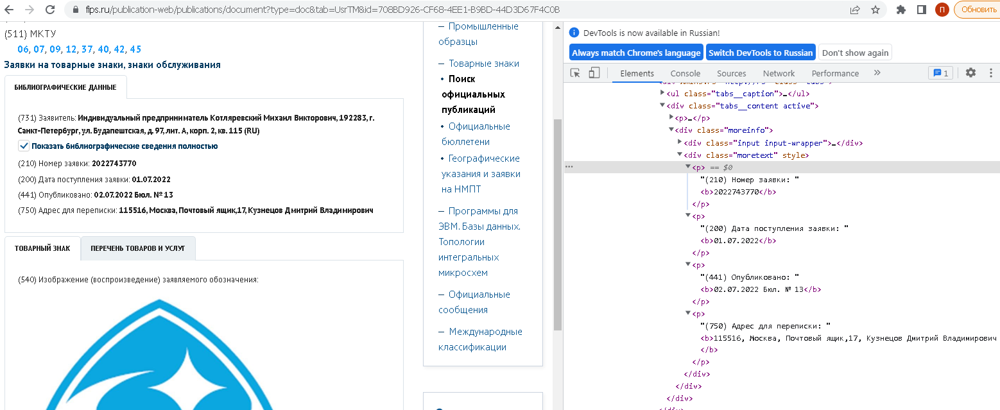 fips.ru/publication-web/publications/document?type=doc&tab=UsrTM&id=708BD926-CF68-4EE1-B9BD-44D3D67F4C0B
П
Обновить
(511) МКТУ
06, 07, 09, 12, 37, 40, 42, 45
Заявки на товарные знаки, знаки обслуживания
БИБЛИОГРАФИЧЕСКИЕ ДАННЫЕ
(731) Заявитель: Индивидуальный предприниматель Котляревский Михаил Викторович, 192283, г.
Санкт-Петербург, ул. Будапештская, д. 97, лит. А, корп. 2, кв. 115 (RU)
Показать библиографические сведения полностью
(210) Номер заявки: 2022743770
(200) Дата поступления заявки: 01.07.2022
(441) Опубликовано: 02.07.2022 Бюл. № 13
(750) Адрес для переписки: 115516, Москва, Почтовый ящик,17, Кузнецов Дмитрий Владимирович
ТОВАРНЫЙ ЗНАК
ПЕРЕЧЕНЬ ТОВАРОВ И УСЛУГ
(540) Изображение (воспроизведение) заявляемого обозначения:
— Промышленные
образцы
— Товарные знаки
• Поиск
официальных
публикаций
• Официальные
бюллетени
• Географические
указания и заявки
на НМПТ
— Программы для
ЭВМ. Базы данных.
Топологии
интегральных
микросхем
— Официальные
сообщения
— Международные
классификации
DevTools is now available in Russian!
Always match Chrome's language
Switch DevTools to Russian
Don't show again
Elements
Console
Sources
Network
Performance
»
1
<ul class="tabs__caption">…</ul>
<div class="tabs__content active">
<p>…</p>
<div class="moreinfo">
<div class="input input-wrapper">…</div>
<div class="moretext" style>
<p> == $0
"(210) Номер заявки: "
<b>2022743770</b>
</p>
<p>
"(200) Дата поступления заявки: "
<b>01.07.2022</b>
</p>
<p>
"(441) Опубликовано: "
<b>02.07.2022 Бюл. № 13</b>
</p>
<p>
"(750) Адрес для переписки: "
<b>115516, Москва, Почтовый ящик,17, Кузнецов Дмитрий Владимирович
</b>
</p>
</div>
</div>
</div>